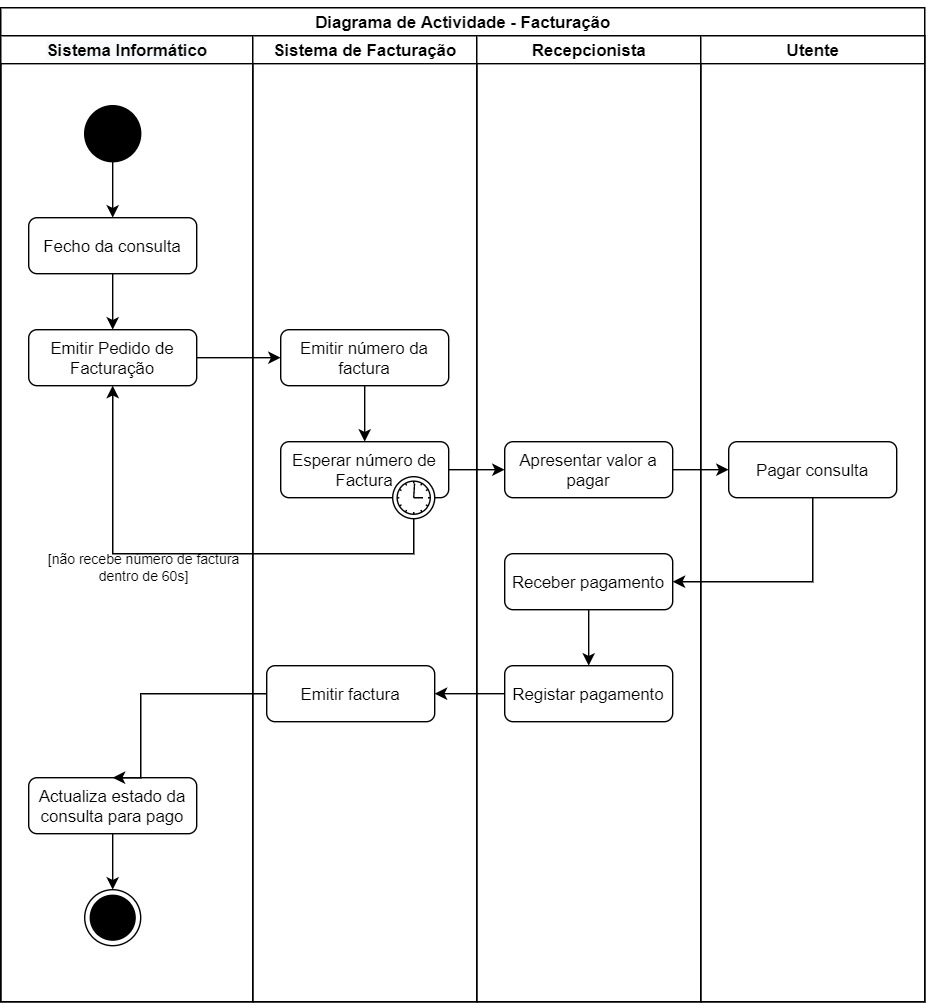 Diagrama de Actividade - Facturação
Sistema Informático
Sistema de Facturação
Recepcionista
Utente
Fecho da consulta
Emitir Pedido de
Facturação
Emitir número da
factura
Esperar número de
Factura
Apresentar valor a
pagar
Pagar consulta
[não recebe número de factura
dentro de 60s]
Receber pagamento
Emitir factura
Registar pagamento
Actualiza estado da
consulta para pago